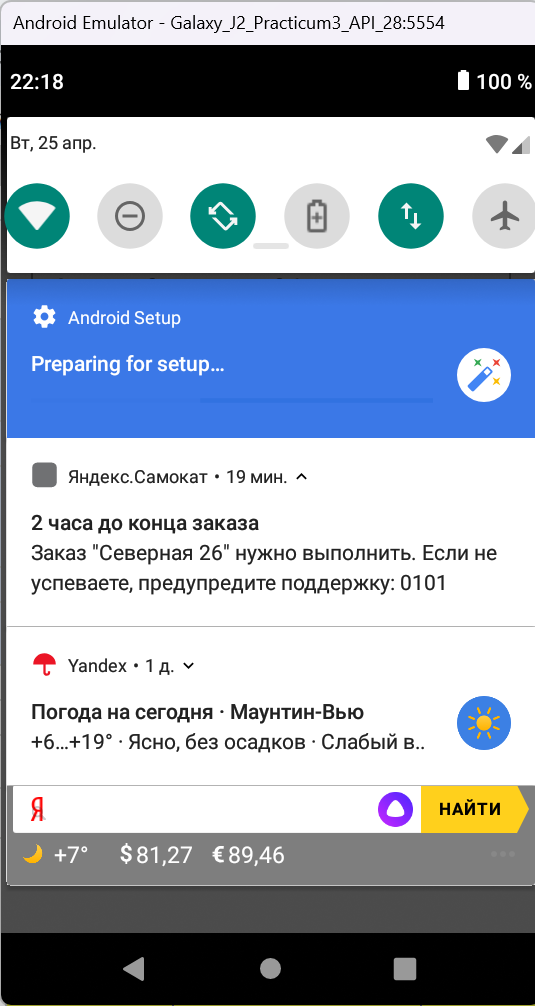 Android Emulator - Galaxy_J2_Practicum3_API_28:5554
22:18
100 %
Вт, 25 апр.
Android Setup
Preparing for setup...
Яндекс.Самокат • 19 мин.
2 часа до конца заказа
Заказ "Северная 26" нужно выполнить. Если не
успеваете, предупредите поддержку: 0101
Yandex • 1 д.
Погода на сегодня · Маунтин-Вью
+6...+19° · Ясно, без осадков · Слабый в..
Я
НАЙТИ
+7° $81,27 €89,46